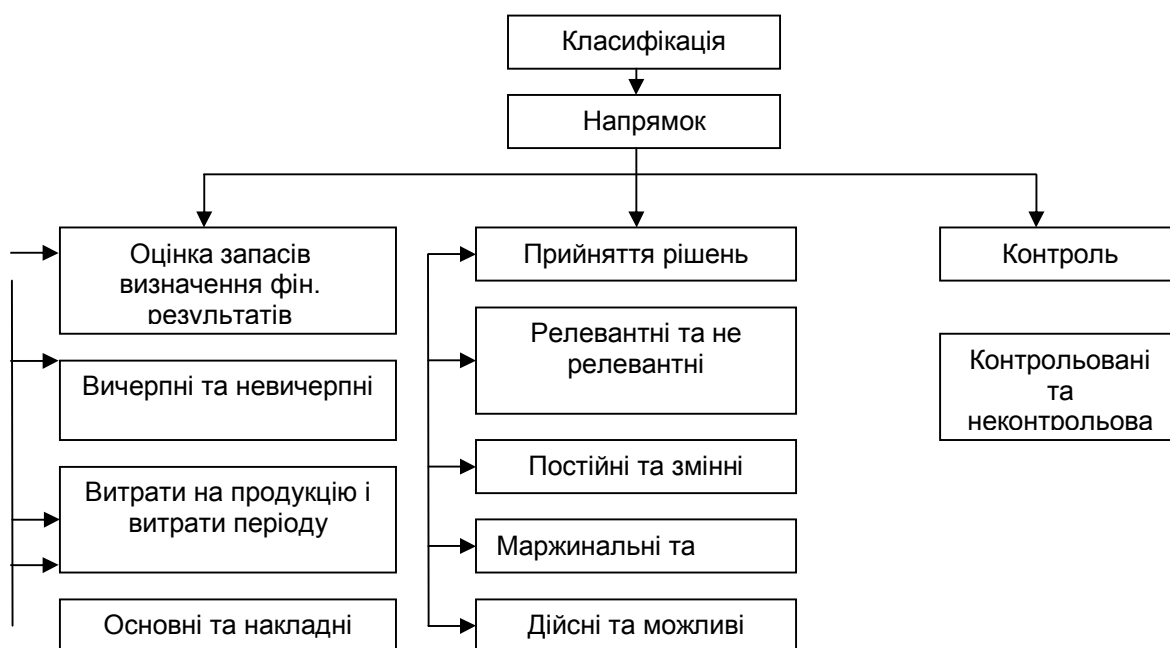 Класифікація
Напрямок
Оцінка запасів
визначення фін.
результатів
Вичерпні та невичерпні
Витрати на продукцію і
витрати періоду
Основні та накладні
Прийняття рішень
Релевантні та не
релевантні
Постійні та змінні
Маржинальні та
Дійсні та можливі
Контроль
Контрольовані
та
неконтрольова